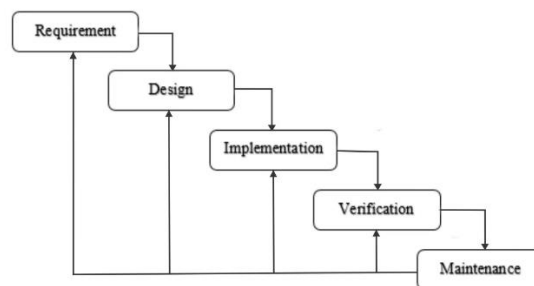 Requirement
Design
Implementation
Verification
Maintenance